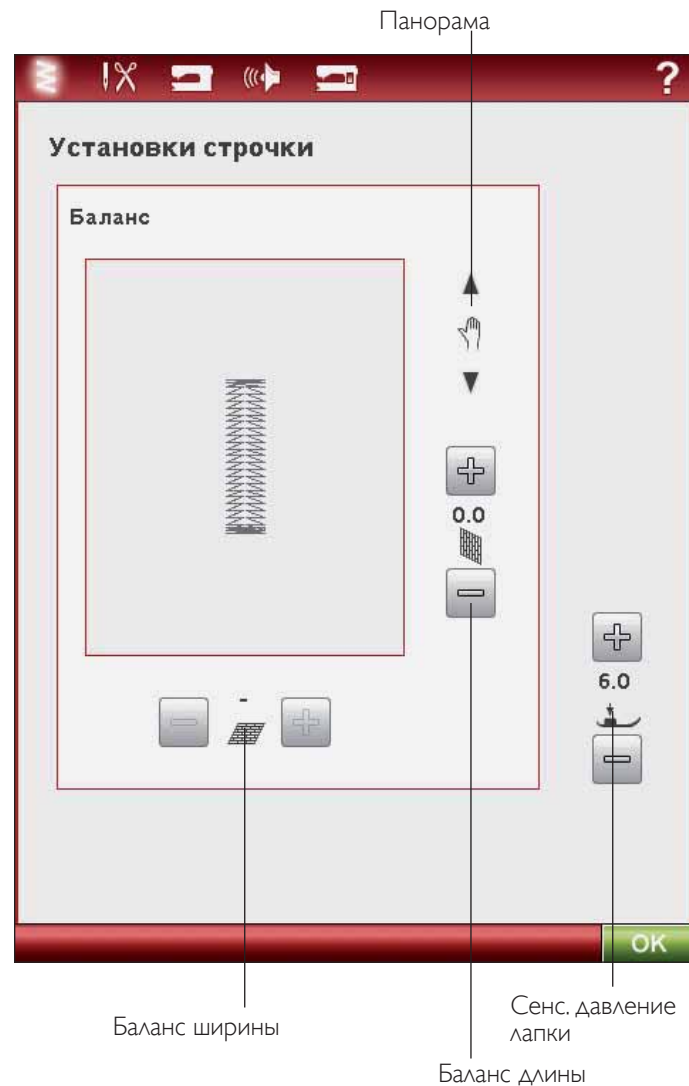 Панорама
?
Установки строчки
Баланс
0.0
6.0
-
OK
Сенс. давление
лапки
Баланс ширины
Баланс длины